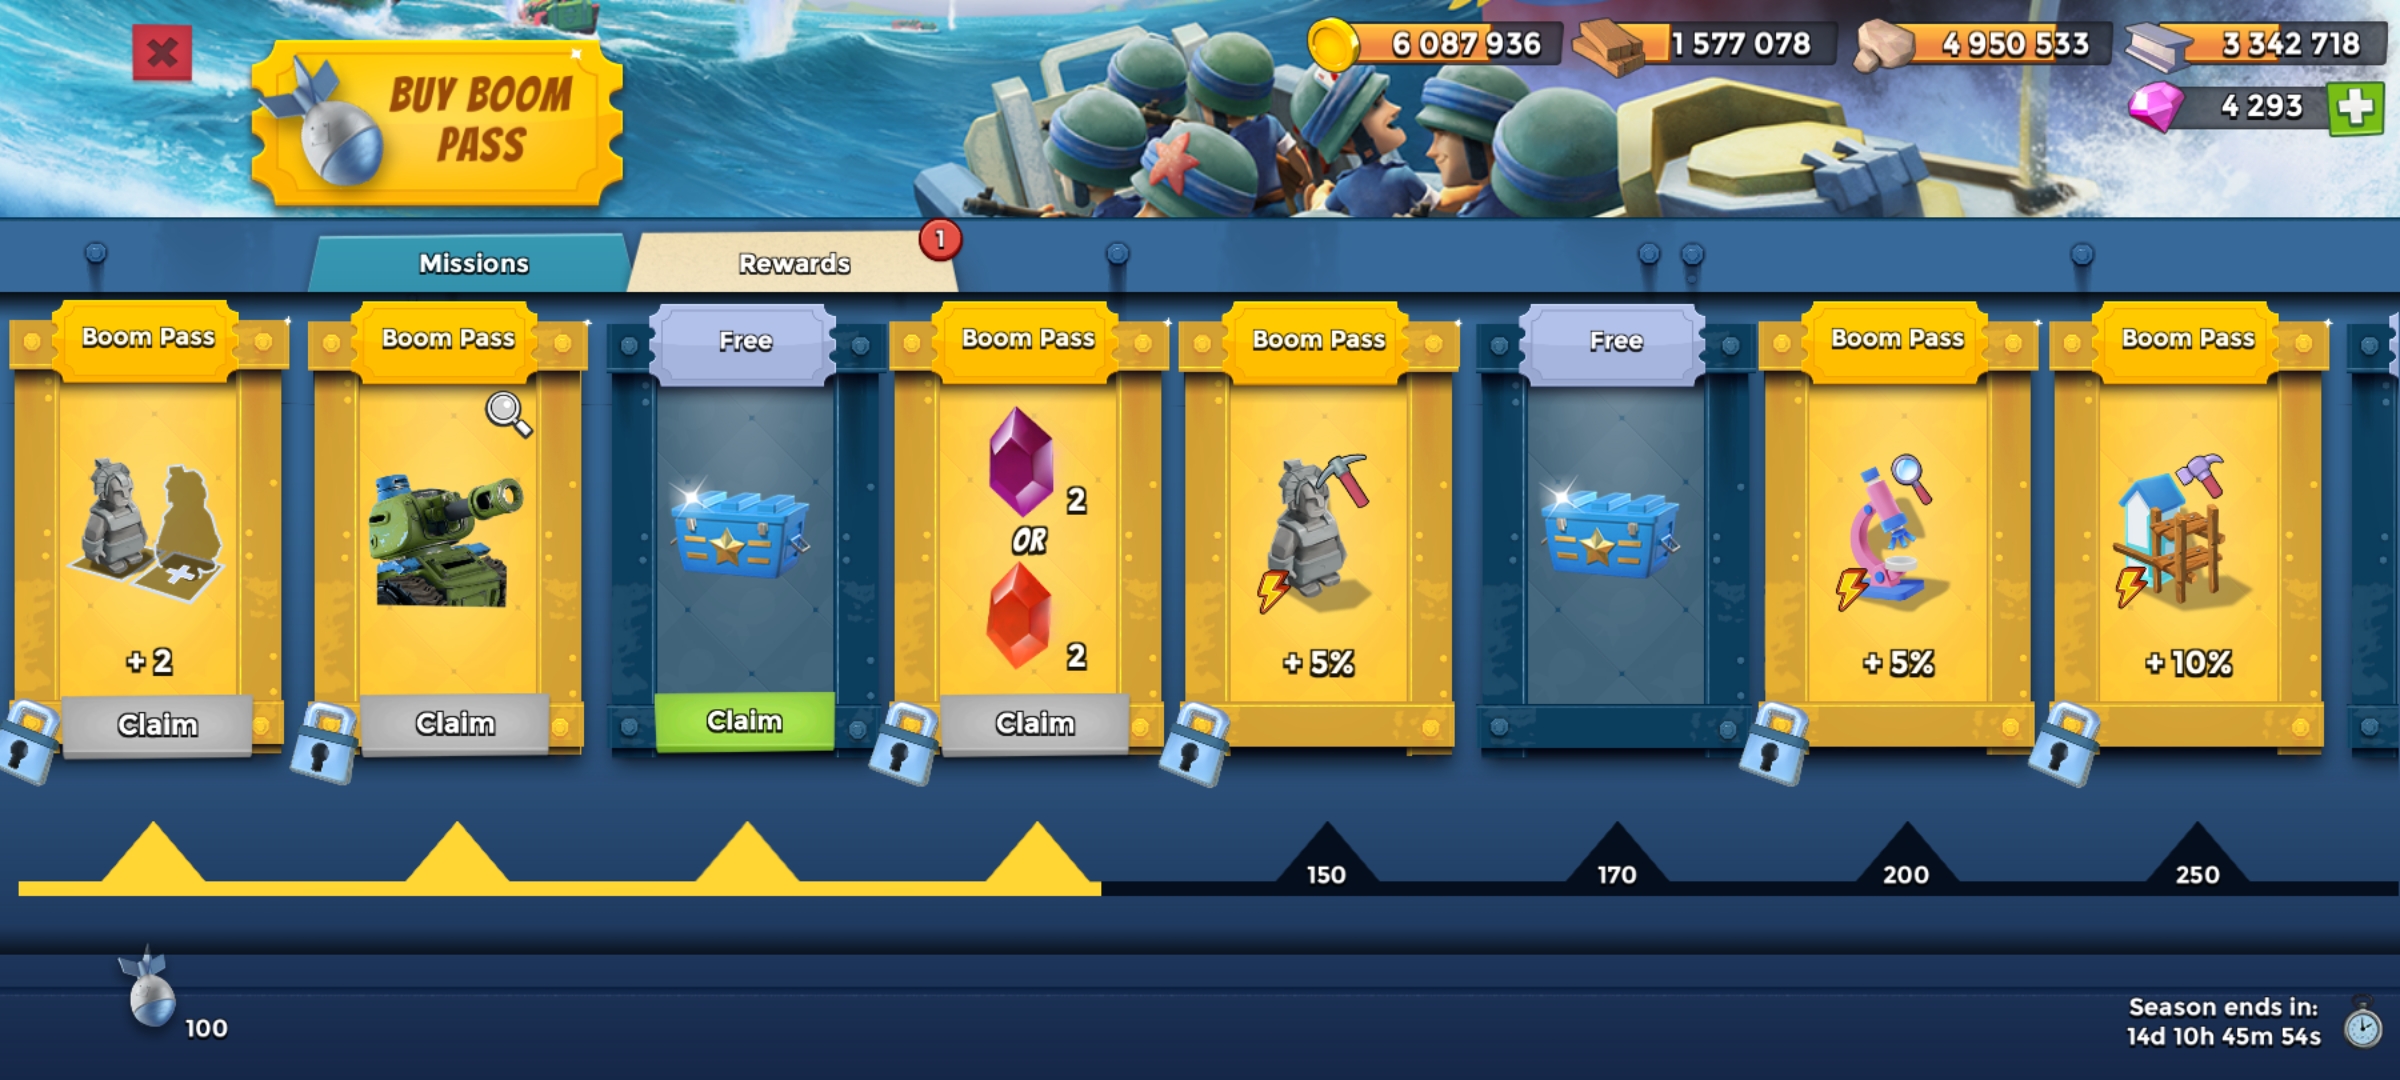 BUY BOOM
PASS
6 087 936
1 577 078
4 950 533
3 342 718
4 293
Missions
Rewards
1
Boom Pass
Boom Pass
Free
Boom Pass
Boom Pass
Free
Boom Pass
Boom Pass
2
OR
2
+ 2
+ 5%
+ 5%
+ 10%
Claim
Claim
Claim
Claim
150
170
200
250
100
Season ends in:
14d 10h 45m 54s